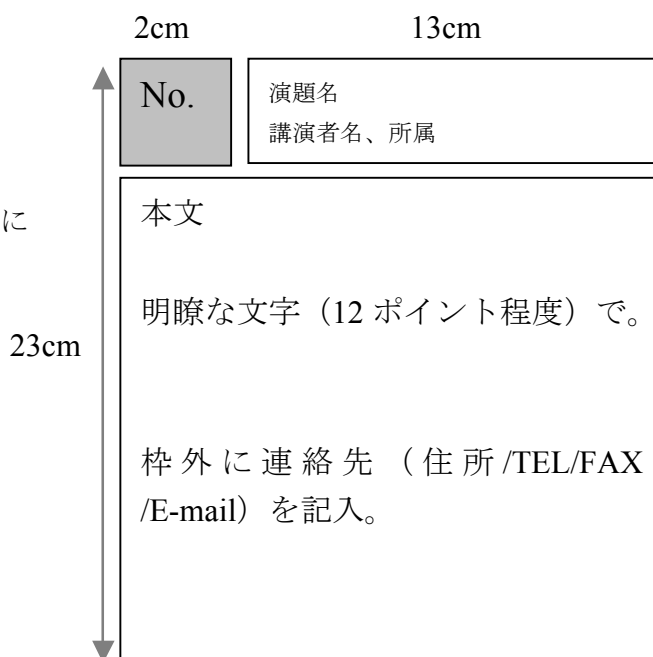 2cm 13cm
No.
演題名
講演者名、所属
に
本文
明瞭な文字（12 ポイント程度）で。
23cm
枠外に連絡先（住所/TEL/FAX
/E-mail）を記入。